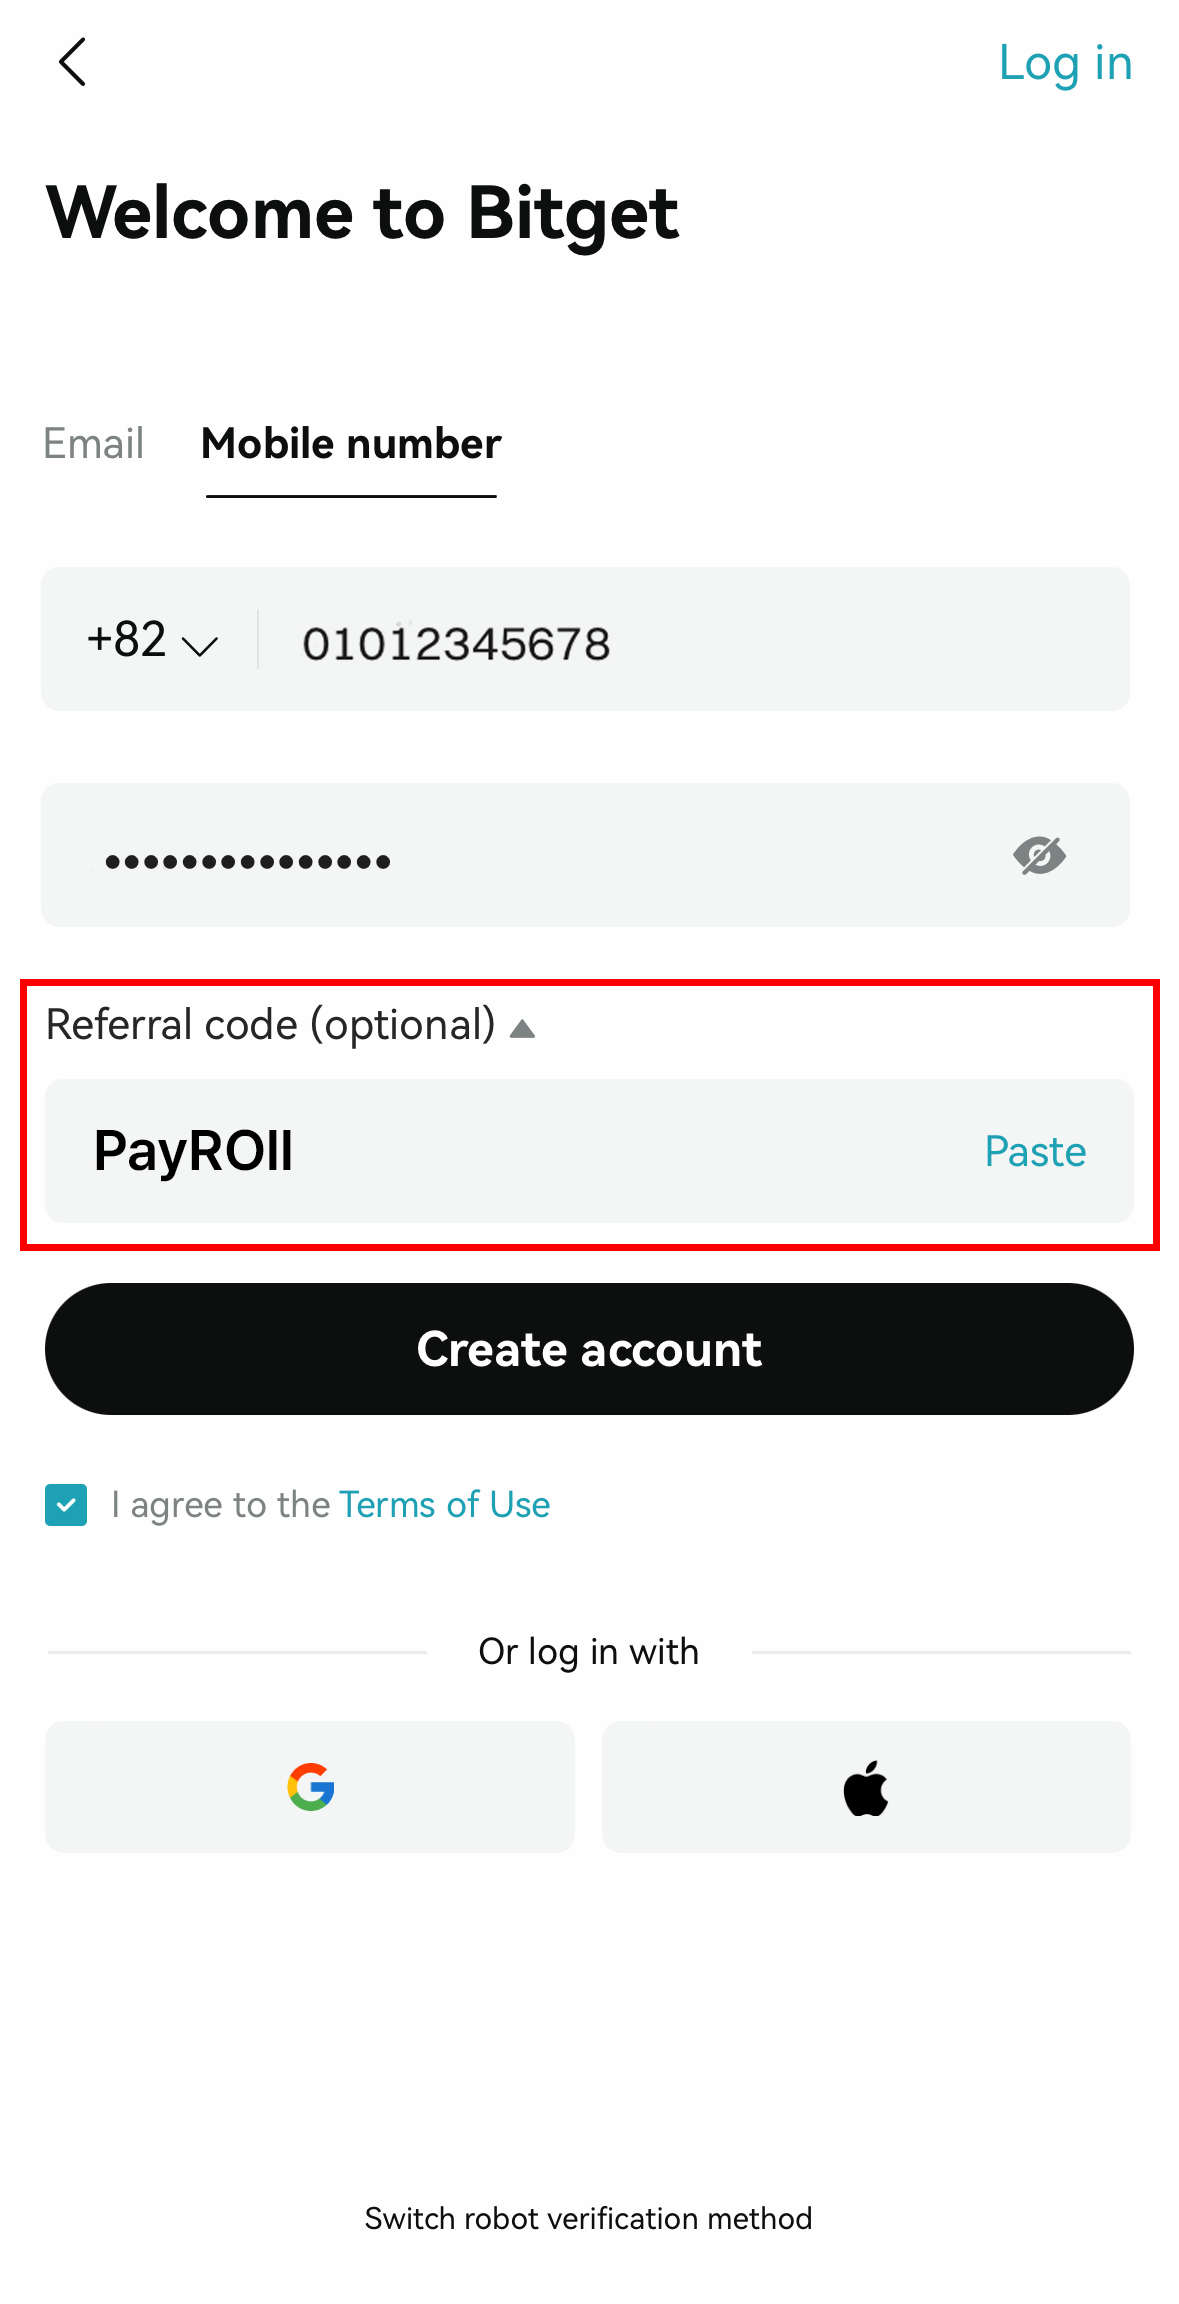 Log in
Welcome to Bitget
Email Mobile number
+82 01012345678
•••••••••••••••
Referral code (optional)
PayROll Paste
Create account
I agree to the Terms of Use
Or log in with
Switch robot verification method